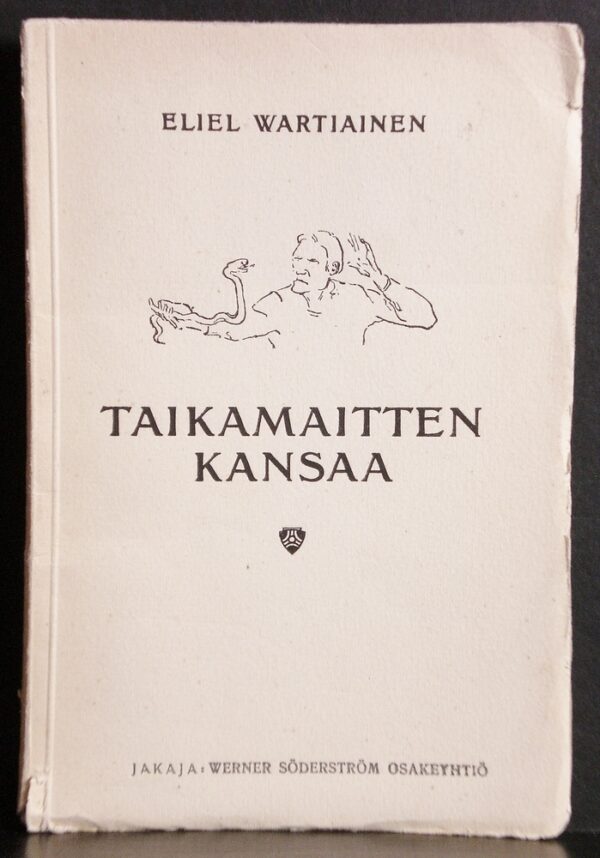 ELIEL WARTIAINEN
TAIKAMAITTEN
KANSAA
JAKAJA: WERNER SÖDERSTRÖM OSAKEYHTIÖ